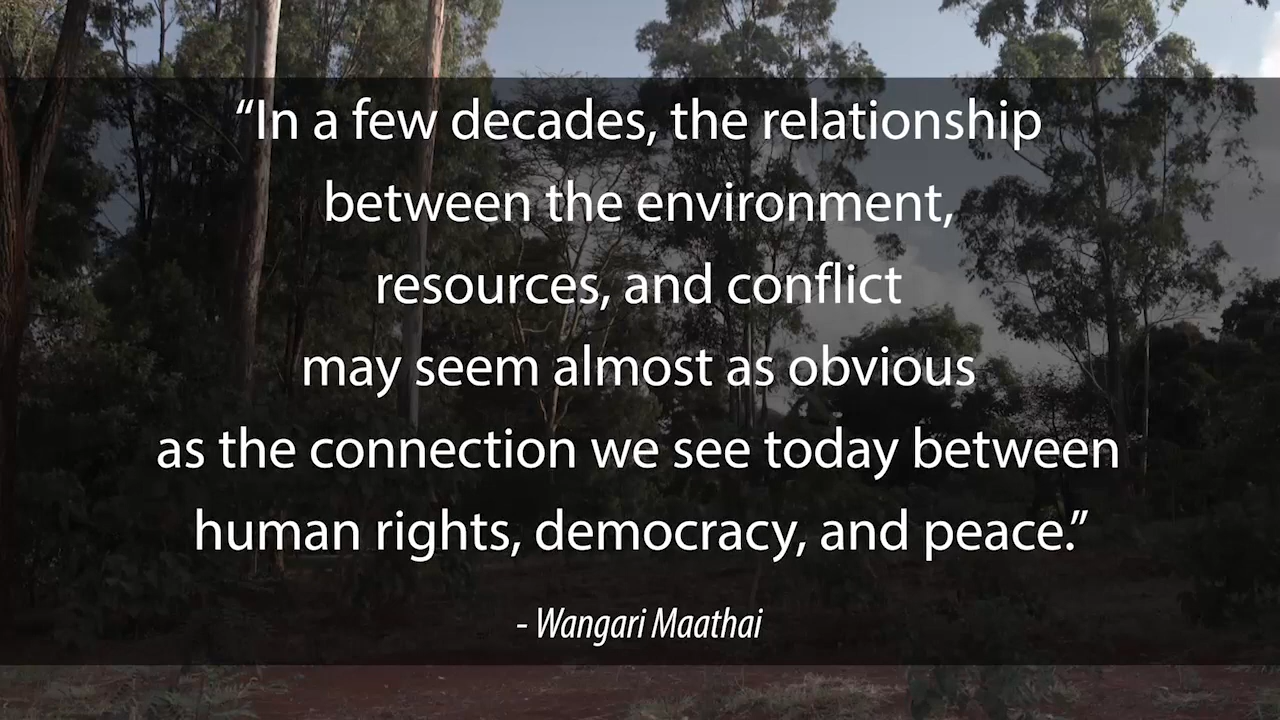 “In a few decades, the relationship
between the environment,
resources, and conflict
may seem almost as obvious
as the connection we see today between
human rights, democracy, and peace.”
- Wangari Maathai